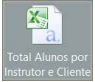 a,
Total Alunos por
Instrutor e Cliente